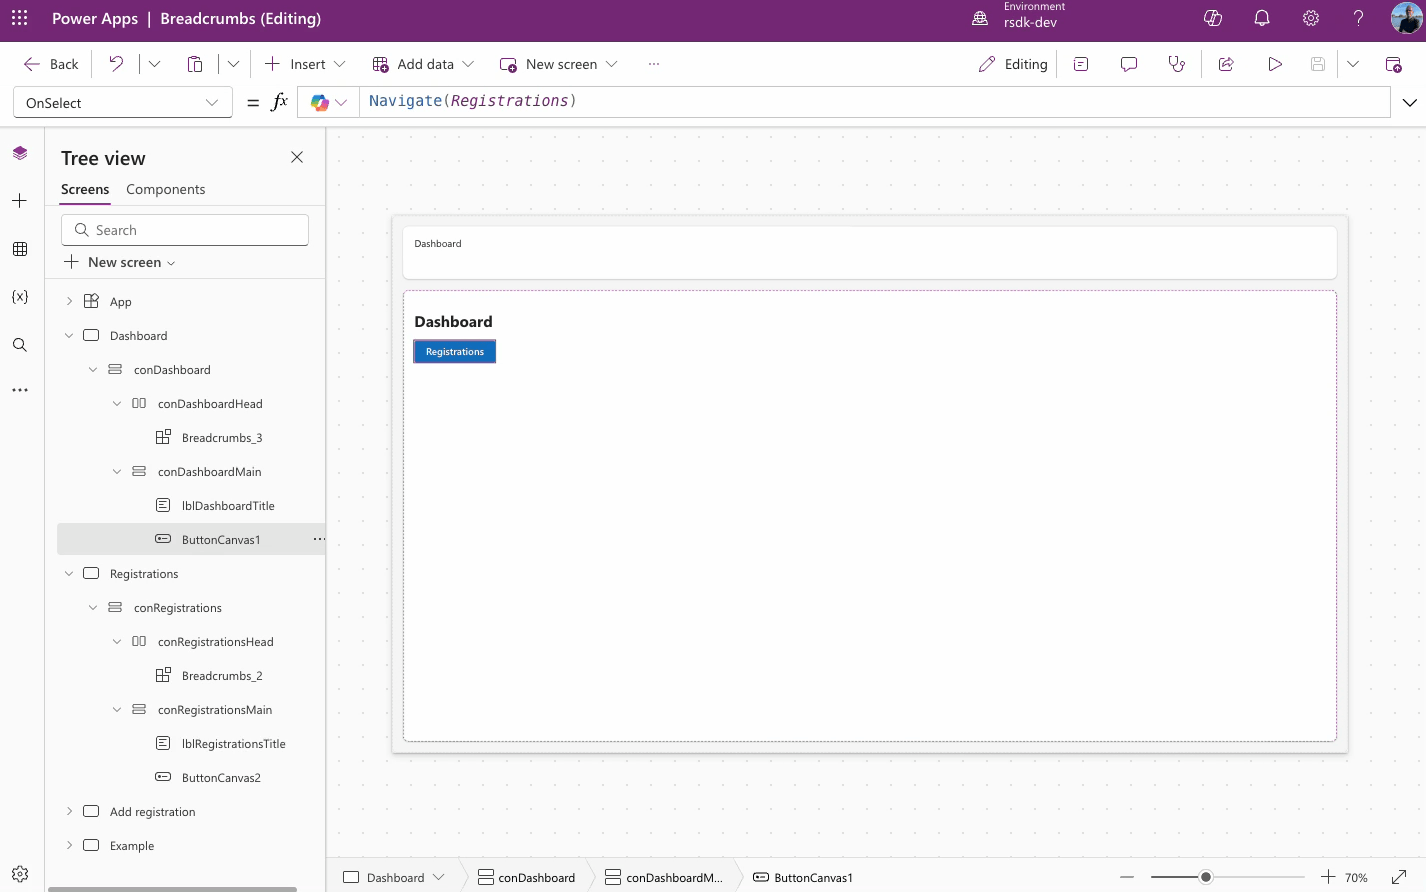 Power Apps | Breadcrumbs (Editing)
Environment
rsdk-dev
Back
Insert
Add data
New screen
...
Editing
OnSelect
= fx
Navigate(Registrations)
Tree view
Screens
Components
Search
New screen
App
Dashboard
conDashboard
conDashboardHead
Breadcrumbs_3
conDashboardMain
lblDashboardTitle
ButtonCanvas1
Registrations
conRegistrations
conRegistrationsHead
Breadcrumbs_2
conRegistrationsMain
lblRegistrationsTitle
ButtonCanvas2
Add registration
Example
Dashboard
Dashboard
Registrations
Dashboard
conDashboard
conDashboardM...
ButtonCanvas1
70%